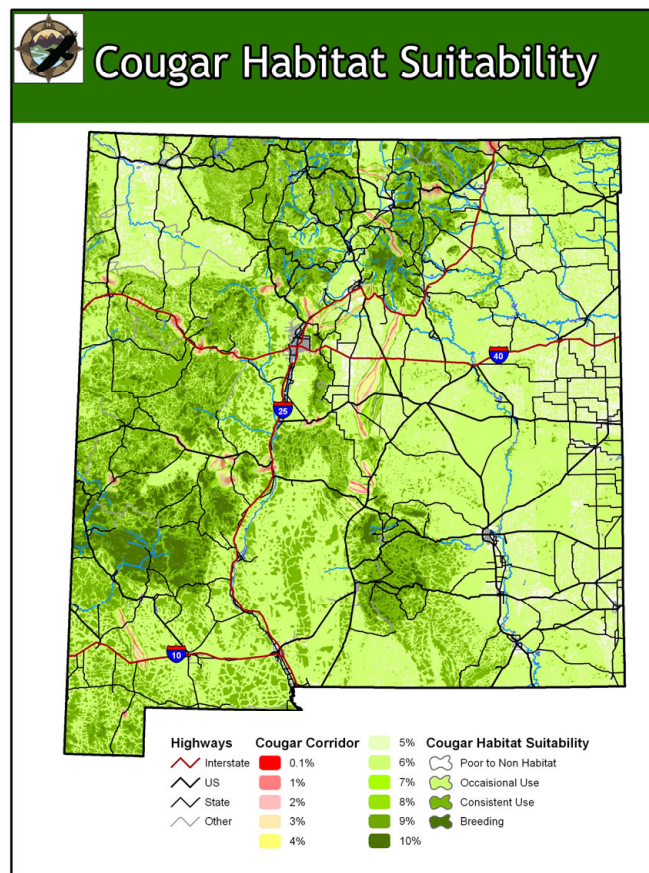 Cougar Habitat Suitability
40
25
10
Highways
Interstate
US
State
Other
Cougar Corridor
0.1%
1%
2%
3%
4%
5%
6%
7%
8%
9%
10%
Cougar Habitat Suitability
Poor to Non Habitat
Occaisional Use
Consistent Use
Breeding